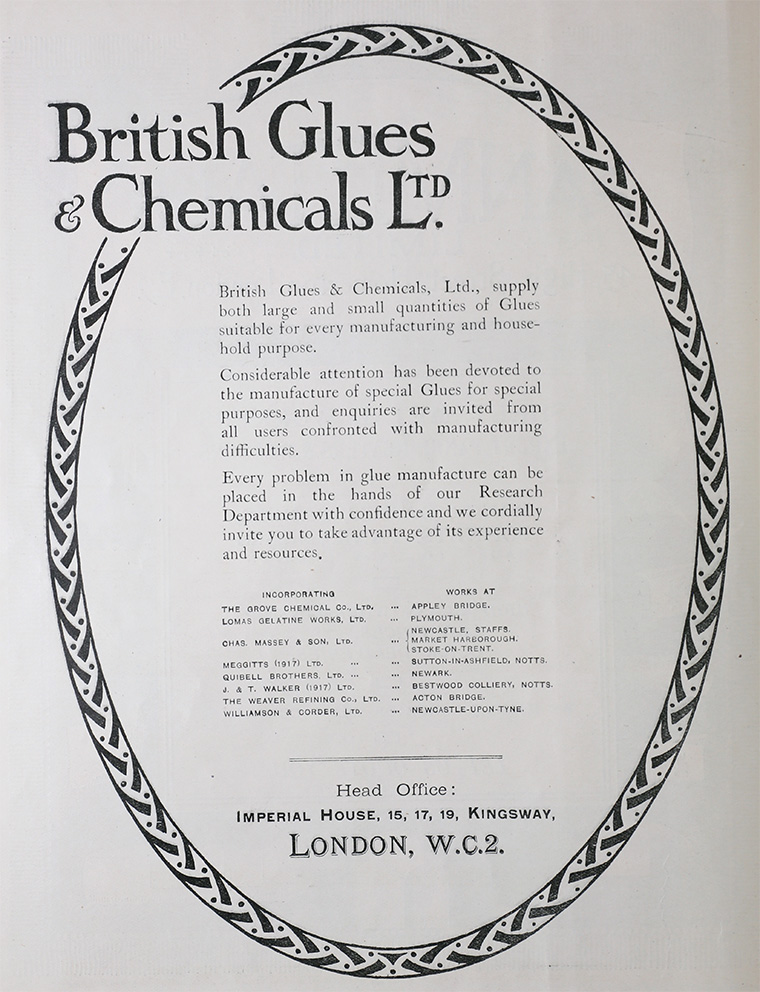 British Glues
& Chemicals LTD.
British Glues & Chemicals, Ltd., supply
both large and small quantities of Glues
suitable for every manufacturing and house-
hold purpose.
Considerable attention has been devoted to
the manufacture of special Glues for special
purposes, and enquiries are invited from
all users confronted with manufacturing
difficulties.
Every problem in glue manufacture can be
placed in the hands of our Research
Department with confidence and we cordially
invite you to take advantage of its experience
and resources.
INCORPORATING WORKS AT
THE GROVE CHEMICAL CO., LTD. ... APPLEY BRIDGE.
LOMAS GELATINE WORKS, LTD. ... PLYMOUTH.
CHAS. MASSEY & SON, LTD. ... { NEWCASTLE, STAFFS.
MARKET HARBOROUGH.
STOKE-ON-TRENT.
MEGGITTS (1917) LTD. ... ... SUTTON-IN-ASHFIELD, NOTTS.
QUIBELL BROTHERS, LTD. ... ... NEWARK.
J. & T. WALKER (1917) LTD. ... BESTWOOD COLLIERY, NOTTS.
THE WEAVER REFINING CO., LTD. ... ACTON BRIDGE.
WILLIAMSON & CORDER, LTD. ... NEWCASTLE-UPON-TYNE.
Head Office:
IMPERIAL HOUSE, 15, 17, 19, KINGSWAY,
LONDON, W.C.2.